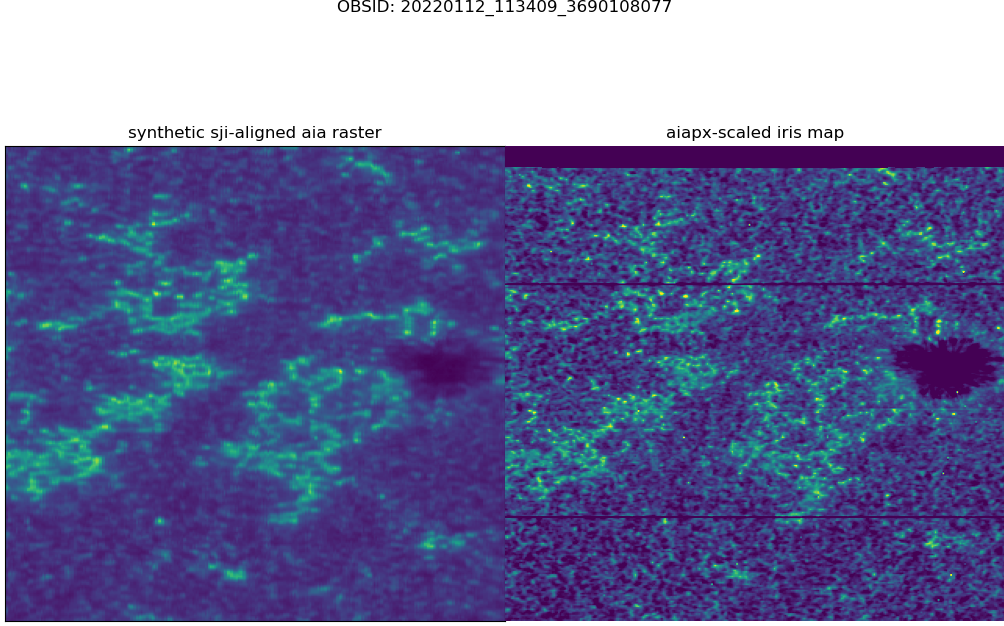 OBSID: 20220112_113409_3690108077
synthetic sji-aligned aia raster
aiapx-scaled iris map